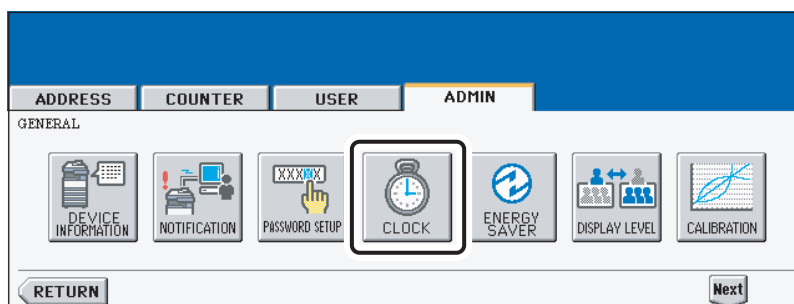 ADDRESS COUNTER USER ADMIN
GENERAL
DEVICE INFORMATION
NOTIFICATION
XXXXX
PASSWORD SETUP
CLOCK
ENERGY SAVER
DISPLAY LEVEL
CALIBRATION
RETURN
Next